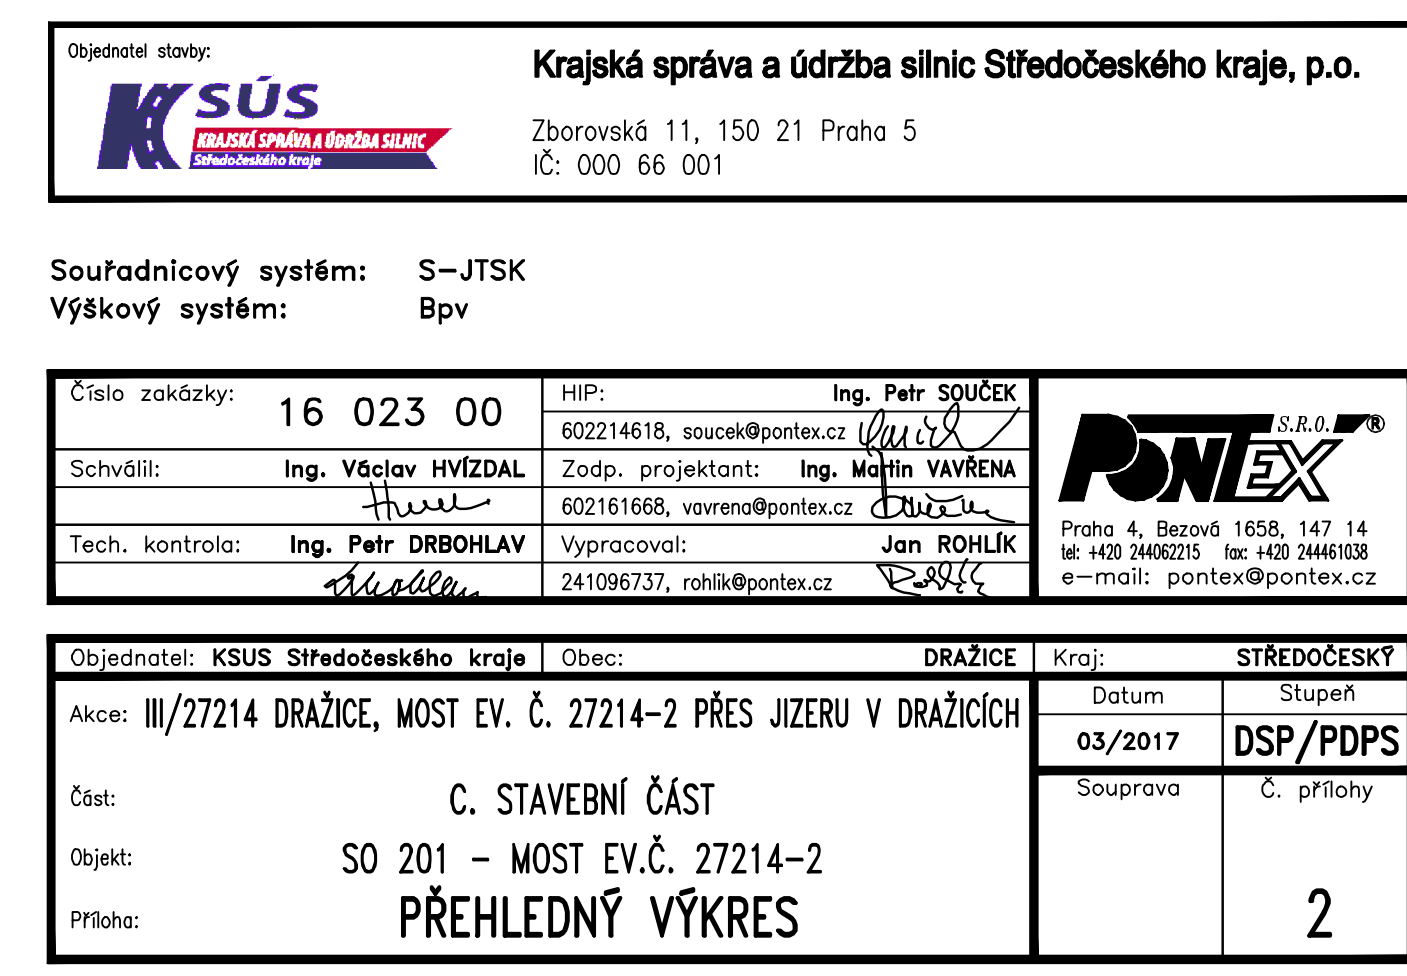 Objednatel stavby:
SÚS
KRAJSKÁ SPRÁVA A ÚDRŽBA SILNIC
Středočeského kraje
Krajská správa a údržba silnic Středočeského kraje, p.o.
Zborovská 11, 150 21 Praha 5
IČ: 000 66 001
Souřadnicový systém: S-JTSK
Výškový systém: Bpv
Číslo zakázky: 16 023 00
HIP: Ing. Petr SOUČEK
602214618, soucek@pontex.cz
Schválil: Ing. Václav HVÍZDAL
Zodp. projektant: Ing. Martin VAVŘENA
602161668, vavrena@pontex.cz
Tech. kontrola: Ing. Petr DRBOHLAV
Vypracoval: Jan ROHLÍK
241096737, rohlik@pontex.cz
PONTEX S.R.O. ®
Praha 4, Bezová 1658, 147 14
tel: +420 244062215 fax: +420 244461038
e-mail: pontex@pontex.cz
Objednatel: KSUS Středočeského kraje
Obec: DRAŽICE
Kraj: STŘEDOČESKÝ
Akce: III/27214 DRAŽICE, MOST EV. Č. 27214-2 PŘES JIZERU V DRAŽICÍCH
Datum
Stupeň
03/2017
DSP/PDPS
Část: C. STAVEBNÍ ČÁST
Souprava
Č. přílohy
Objekt: SO 201 - MOST EV.Č. 27214-2
Příloha: PŘEHLEDNÝ VÝKRES
2